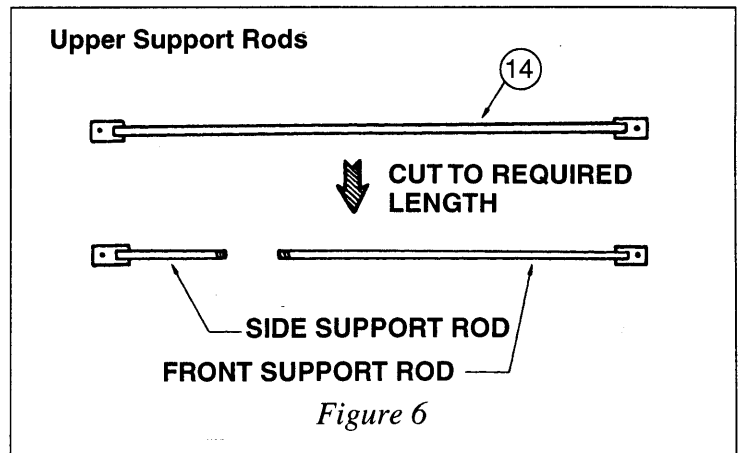 Upper Support Rods
14
CUT TO REQUIRED
LENGTH
SIDE SUPPORT ROD
FRONT SUPPORT ROD
Figure 6